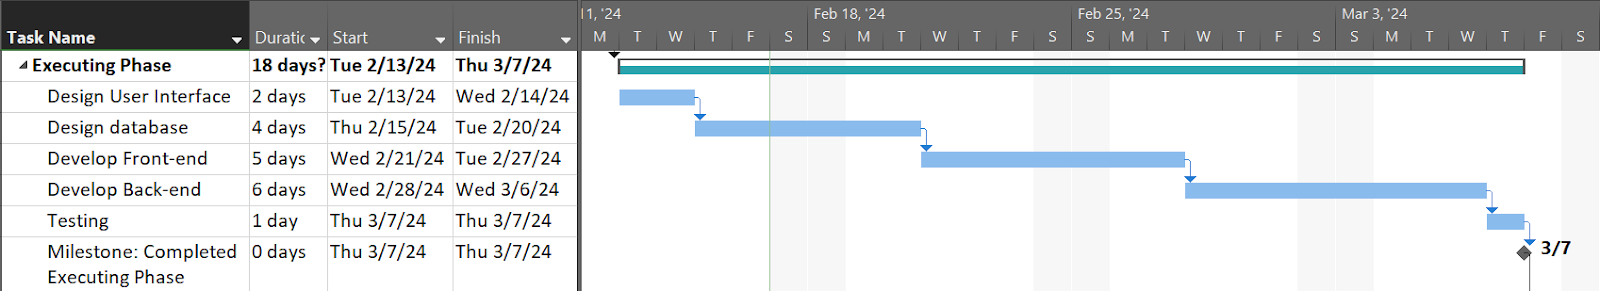 l 1, '24 Feb 18, '24 Feb 25, '24 Mar 3, '24
Task Name Duratic Start Finish M T W T F S S M T W T F S S M T W T F S S M T W T F S
Executing Phase 18 days? Tue 2/13/24 Thu 3/7/24
Design User Interface 2 days Tue 2/13/24 Wed 2/14/24
Design database 4 days Thu 2/15/24 Tue 2/20/24
Develop Front-end 5 days Wed 2/21/24 Tue 2/27/24
Develop Back-end 6 days Wed 2/28/24 Wed 3/6/24
Testing 1 day Thu 3/7/24 Thu 3/7/24
Milestone: Completed 0 days Thu 3/7/24 Thu 3/7/24 3/7
Executing Phase